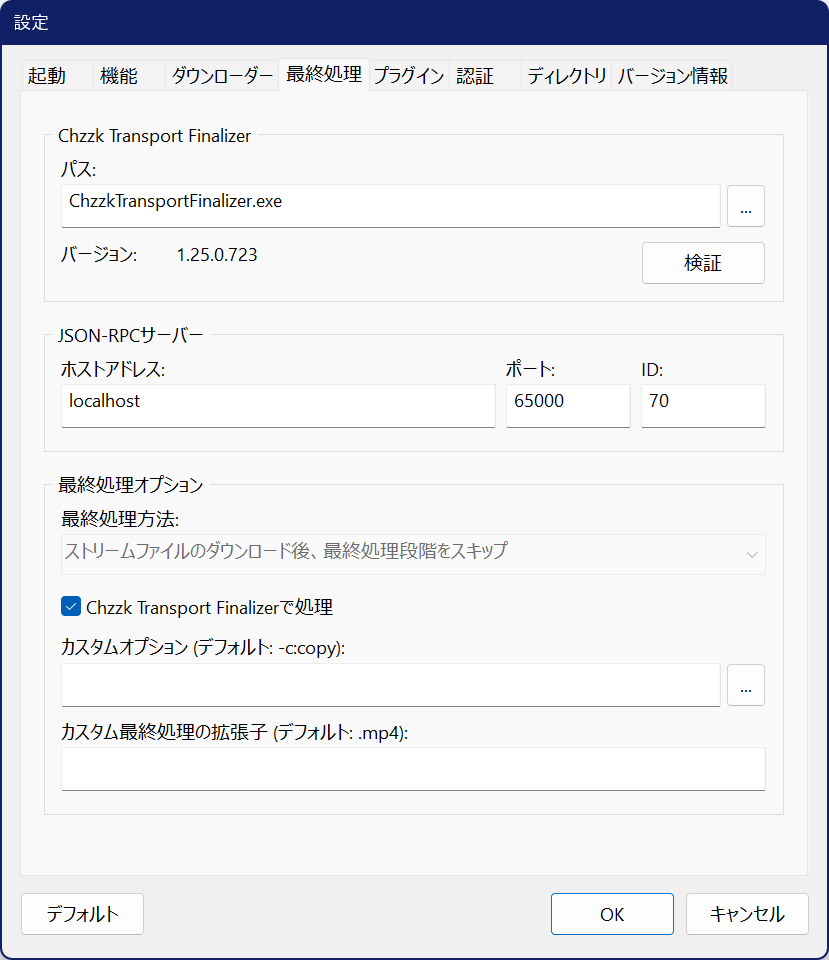 設定
起動 機能 ダウンローダー 最終処理 プラグイン 認証 ディレクトリ バージョン情報
Chzzk Transport Finalizer
パス:
ChzzkTransportFinalizer.exe ...
バージョン: 1.25.0.723
検証
JSON-RPCサーバー
ホストアドレス: ポート: ID:
localhost 65000 70
最終処理オプション
最終処理方法:
ストリームファイルのダウンロード後、最終処理段階をスキップ
Chzzk Transport Finalizerで処理
カスタムオプション (デフォルト: -c:copy):
...
カスタム最終処理の拡張子 (デフォルト: .mp4):
デフォルト OK キャンセル